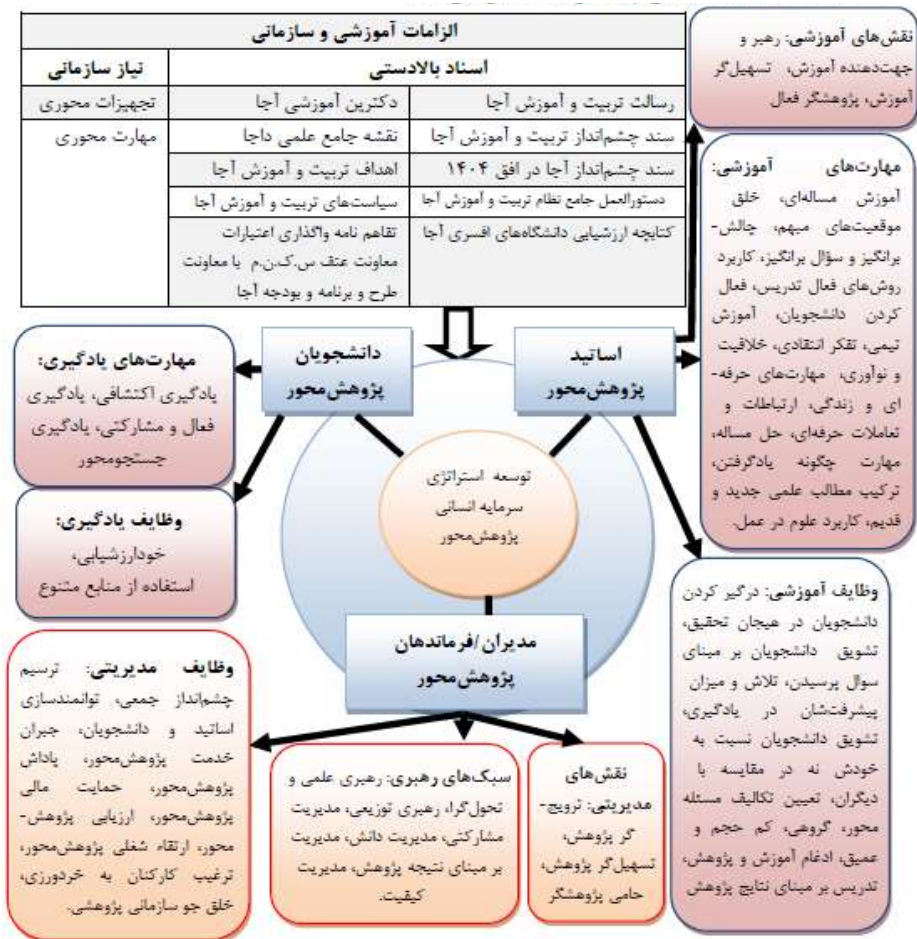 الزامات آموزشی و سازمانی
اسناد بالادستی
نیاز سازمانی
رسالت تربیت و آموزش آجا
دکترین آموزشی آجا
تجهیزات محوری
سند چشم‌انداز تربیت و آموزش آجا
نقشه جامع علمی داجا
مهارت محوری
سند چشم‌انداز آجا در افق ۱۴۰۴
اهداف تربیت و آموزش آجا
دستورالعمل جامع نظام تربیت و آموزش آجا
سیاست‌های تربیت و آموزش آجا
کتابچه ارزشیابی دانشگاه‌های افسری آجا
تفاهم نامه واگذاری اعتبارات
معاونت عتف س.ک.ن.م با معاونت
طرح و برنامه و بودجه آجا
نقش‌های آموزشی: رهبر و
جهت‌دهنده آموزش، تسهیل‌گر
آموزش، پژوهشگر فعال
مهارت‌های آموزشی:
آموزش مساله‌ای، خلق
موقعیت‌های مبهم، چالش-
برانگیز و سؤال برانگیز، کاربرد
روش‌های فعال تدریس، فعال
کردن دانشجویان، آموزش
تیمی، تفکر انتقادی، خلاقیت
و نوآوری، مهارت‌های حرفه-
ای و زندگی، ارتباطات و
تعاملات حرفه‌ای، حل مساله،
مهارت چگونه یادگرفتن،
ترکیب مطالب علمی جدید و
قدیم، کاربرد علوم در عمل.
اساتید
پژوهش‌محور
دانشجویان
پژوهش‌محور
مهارت‌های یادگیری:
یادگیری اکتشافی، یادگیری
فعال و مشارکتی، یادگیری
جستجومحور
وظایف یادگیری:
خودارزشیابی،
استفاده از منابع متنوع
توسعه استراتژی
سرمایه انسانی
پژوهش‌محور
مدیران/فرماندهان
پژوهش‌محور
وظایف آموزشی: درگیر کردن
دانشجویان در هیجان تحقیق،
تشویق دانشجویان بر مبنای
سوال پرسیدن، تلاش و میزان
پیشرفت‌شان در یادگیری،
تشویق دانشجویان نسبت به
خودش نه در مقایسه با
دیگران، تعیین تکالیف مسئله
محور، گروهی، کم حجم و
عمیق، ادغام آموزش و پژوهش،
تدریس بر مبنای نتایج پژوهش
نقش‌های
مدیریتی: ترویج-
گر پژوهش،
تسهیل‌گر پژوهش،
حامی پژوهشگر
سبک‌های رهبری: رهبری علمی و
تحول‌گرا، رهبری توزیعی، مدیریت
مشارکتی، مدیریت دانش، مدیریت
بر مبنای نتیجه پژوهش، مدیریت
کیفیت.
وظایف مدیریتی: ترسیم
چشم‌انداز جمعی، توانمندسازی
اساتید و دانشجویان، جبران
خدمت پژوهش‌محور، پاداش
پژوهش‌محور، حمایت مالی
پژوهش‌محور، ارزیابی پژوهش-
محور، ارتقاء شغلی پژوهش‌محور،
ترغیب کارکنان به خردورزی،
خلق جو سازمانی پژوهشی.